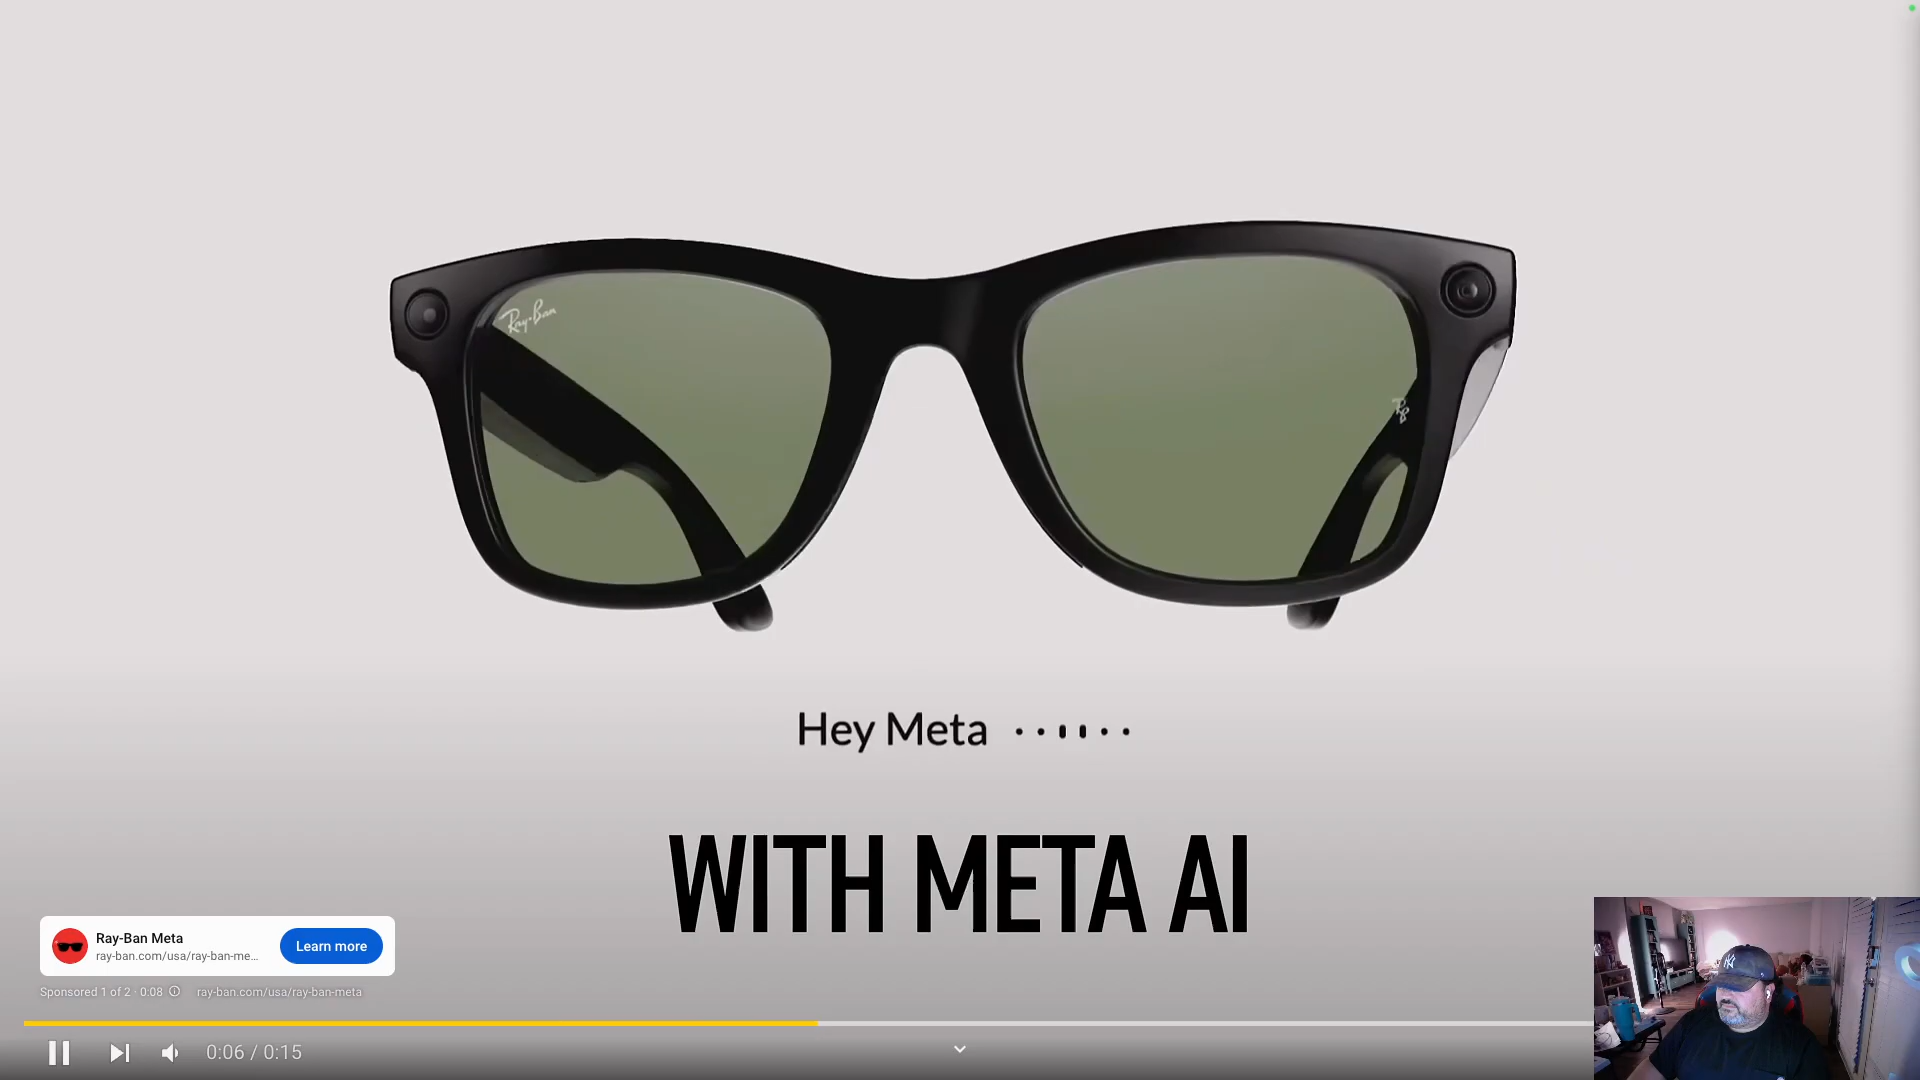 Ray-Ban
Hey Meta
WITH META AI
Ray-Ban Meta
ray-ban.com/usa/ray-ban-me...
Learn more
Sponsored 1 of 2 · 0:08
ray-ban.com/usa/ray-ban-meta
0:06 / 0:15
NY